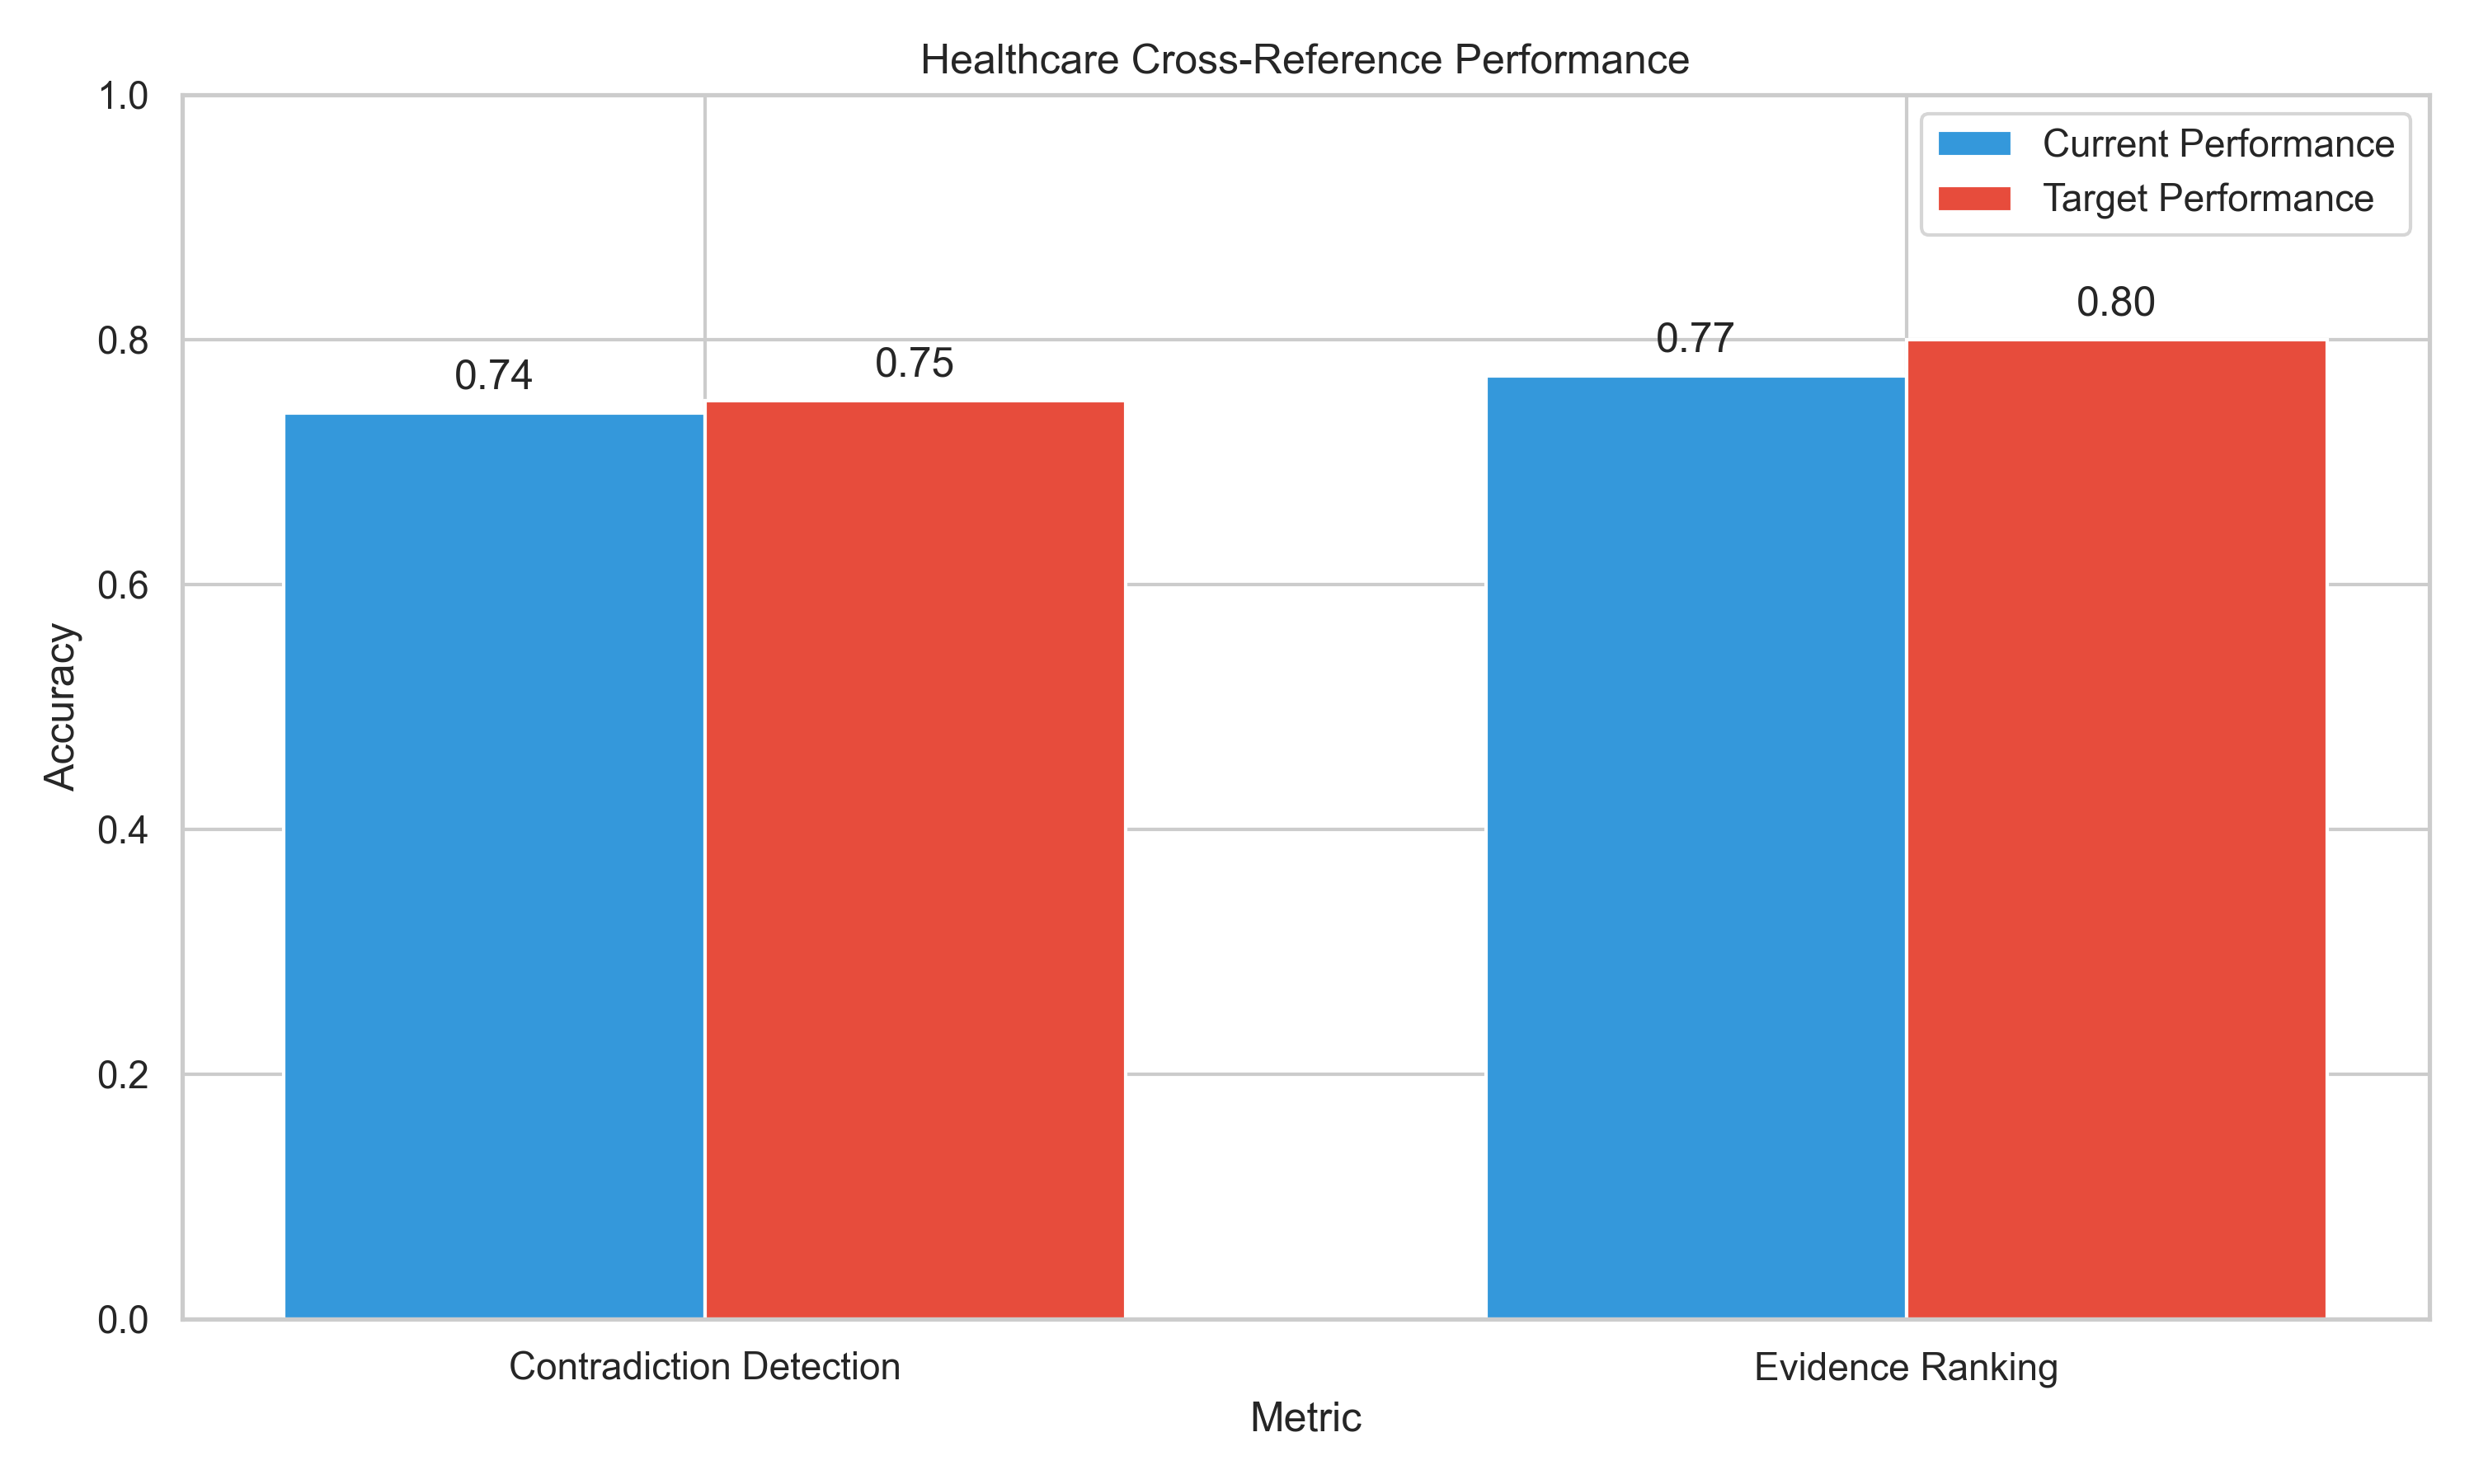 Healthcare Cross-Reference Performance
1.0
0.8
0.6
0.4
0.2
0.0
Accuracy
Current Performance
Target Performance
0.74
0.75
0.77
0.80
Contradiction Detection
Evidence Ranking
Metric